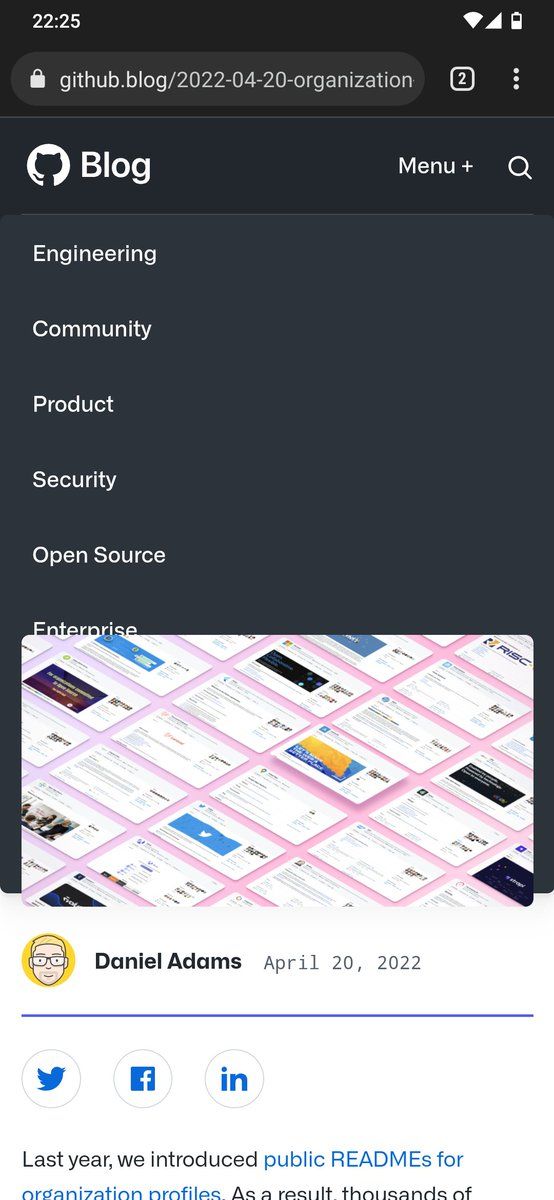 22:25
github.blog/2022-04-20-organization
2
Blog
Menu +
Engineering
Community
Product
Security
Open Source
Enterprise
RISC
Daniel Adams
April 20, 2022
Last year, we introduced public READMEs for
organization profiles. As a result, thousands of